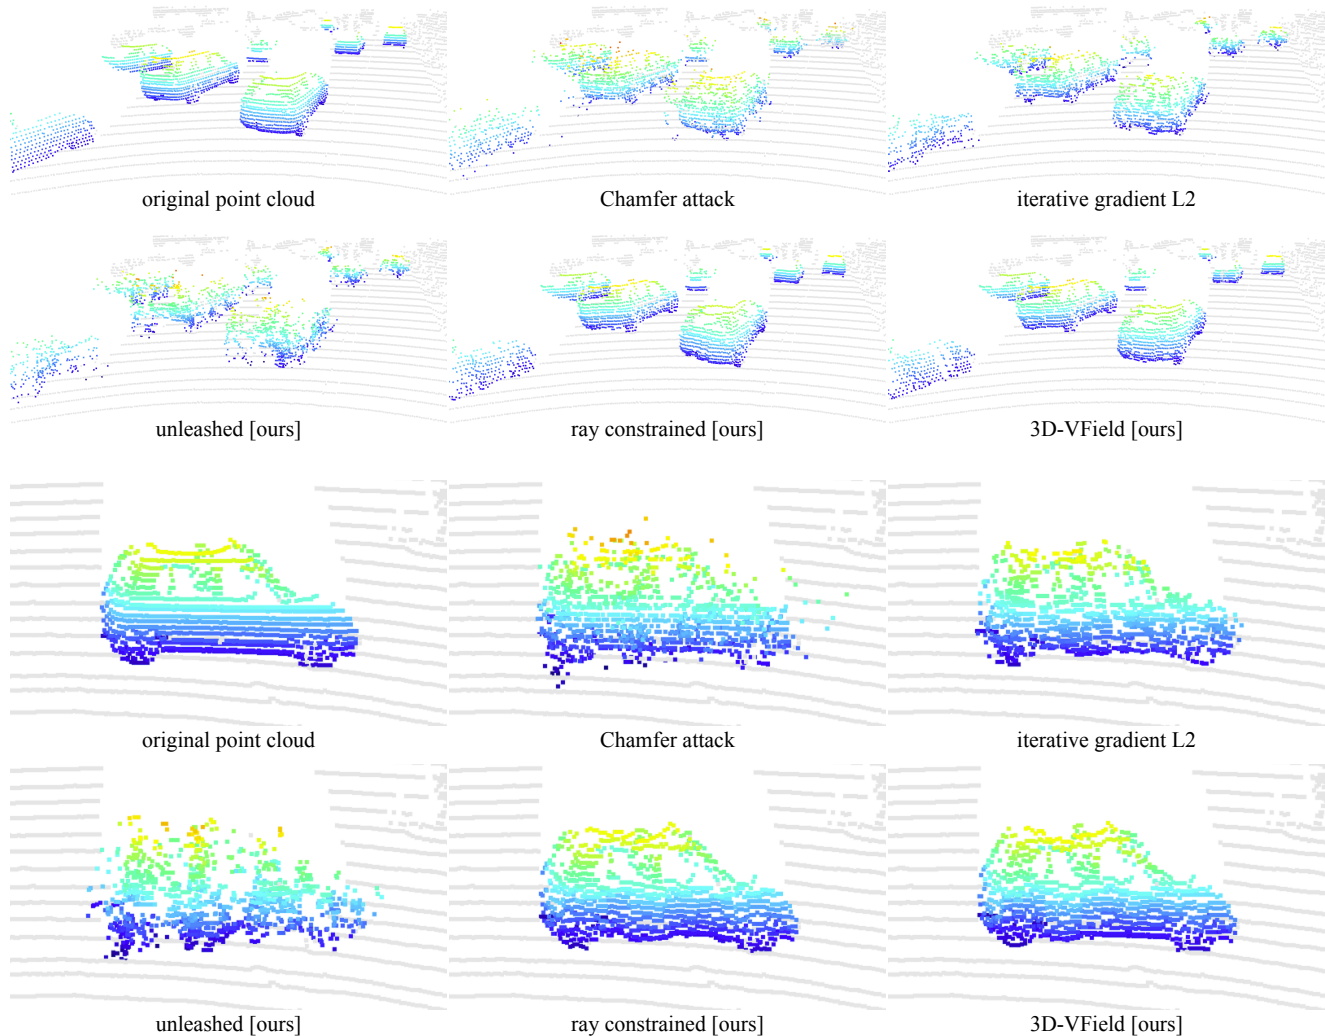 original point cloud
Chamfer attack
iterative gradient L2
unleashed [ours]
ray constrained [ours]
3D-VField [ours]
original point cloud
Chamfer attack
iterative gradient L2
unleashed [ours]
ray constrained [ours]
3D-VField [ours]